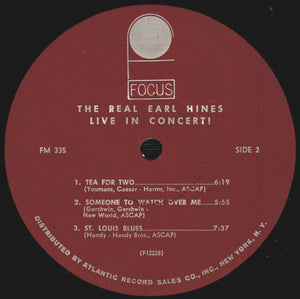 FOCUS
THE REAL EARL HINES
LIVE IN CONCERT!
FM 335
SIDE 2
1. TEA FOR TWO 6:19
(Youmans, Caesar - Harms, Inc., ASCAP)
2. SOMEONE TO WATCH OVER ME 5:55
(Gershwin, Gershwin -
New World, ASCAP)
3. ST. LOUIS BLUES 7:37
(Handy - Handy Bros., ASCAP)
(F12228)
DISTRIBUTED BY ATLANTIC RECORD SALES CO., INC., NEW YORK, N. Y.